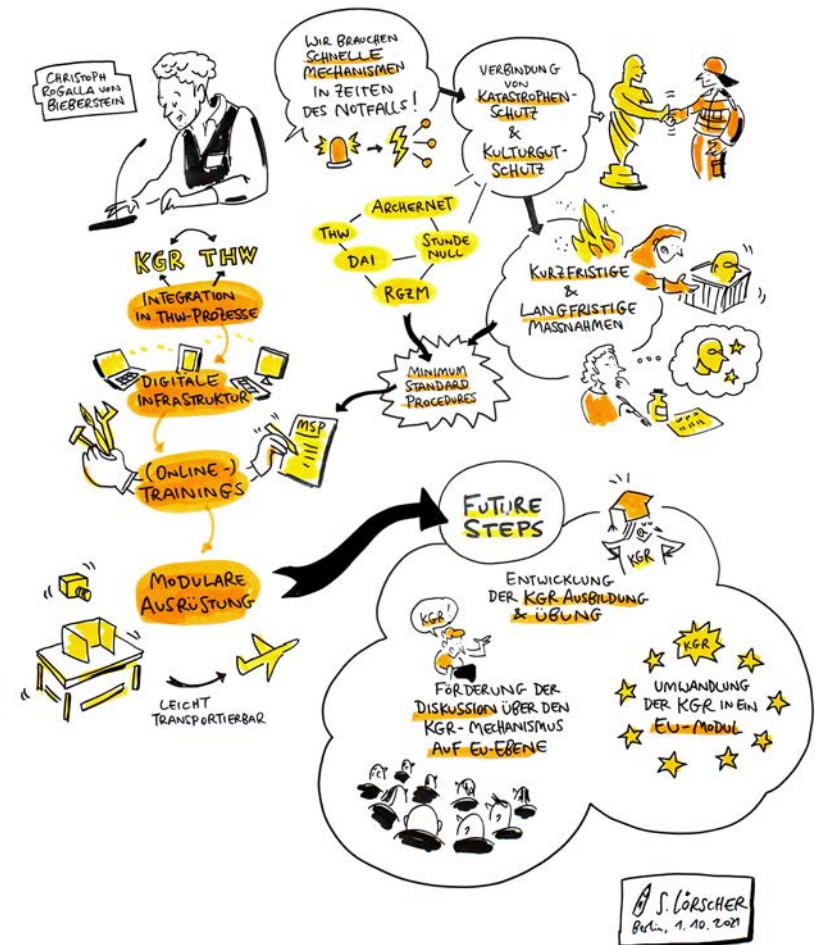 CHRISTOPH
ROGALLA VON
BIEBERSTEIN
WIR BRAUCHEN
SCHNELLE
MECHANISMEN
IN ZEITEN
DES NOTFALLS!
VERBINDUNG
VON
KATASTROPHEN-
SCHUTZ
&
KULTURGUT-
SCHUTZ
ARCHERNET
THW
STUNDE
NULL
DAI
RGZM
KURZFRISTIGE
&
LANGFRISTIGE
MASSNAHMEN
MINIMUM
STANDARD
PROCEDURES
KGR THW
INTEGRATION
IN THW-PROZESSE
DIGITALE
INFRASTRUKTUR
MSP
(ONLINE-)
TRAININGS
MODULARE
AUSRÜSTUNG
LEICHT
TRANSPORTIERBAR
FUTURE
STEPS
KGR
ENTWICKLUNG
DER KGR AUSBILDUNG
& ÜBUNG
KGR!
FÖRDERUNG DER
DISKUSSION ÜBER DEN
KGR-MECHANISMUS
AUF EU-EBENE
KGR
UMWANDLUNG
DER KGR IN EIN
EU-MODUL
S. LÖRSCHER
Berlin, 1.10.2021